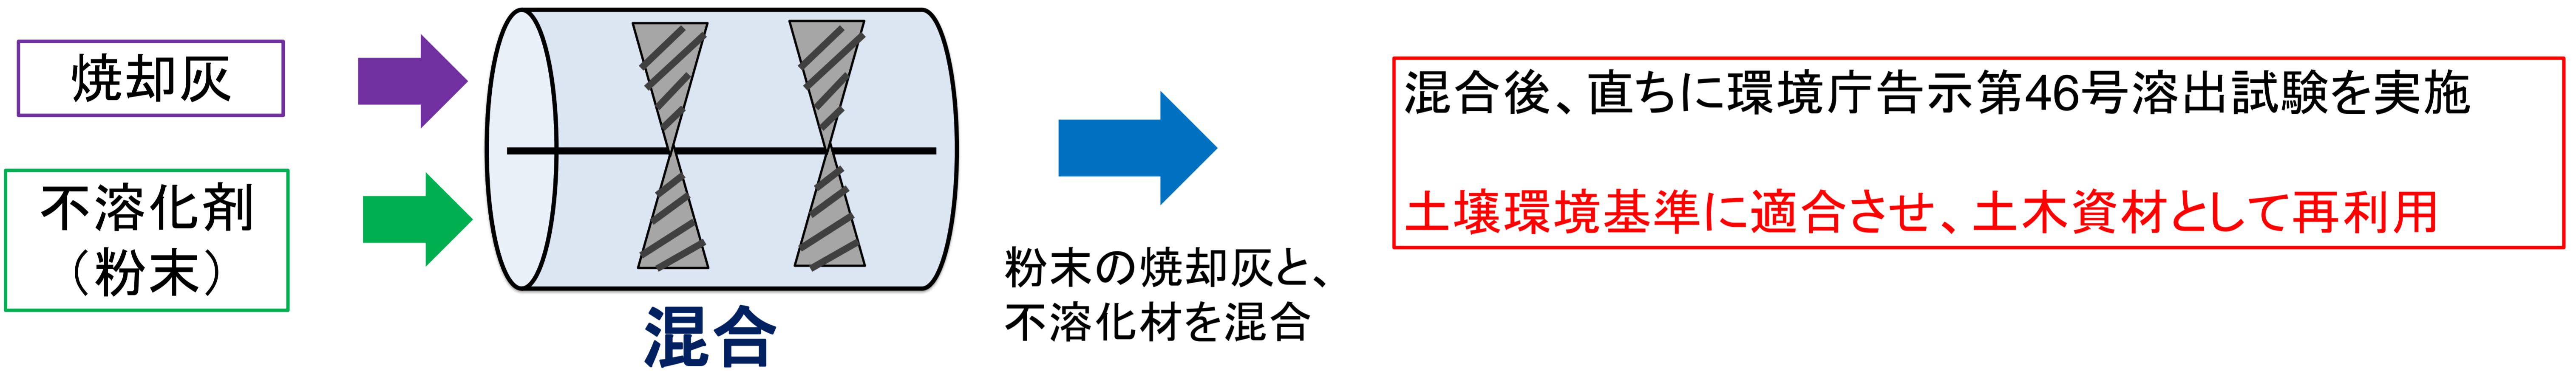 焼却灰
不溶化剤
（粉末）
混合
粉末の焼却灰と、
不溶化材を混合
混合後、直ちに環境庁告示第46号溶出試験を実施
土壌環境基準に適合させ、土木資材として再利用